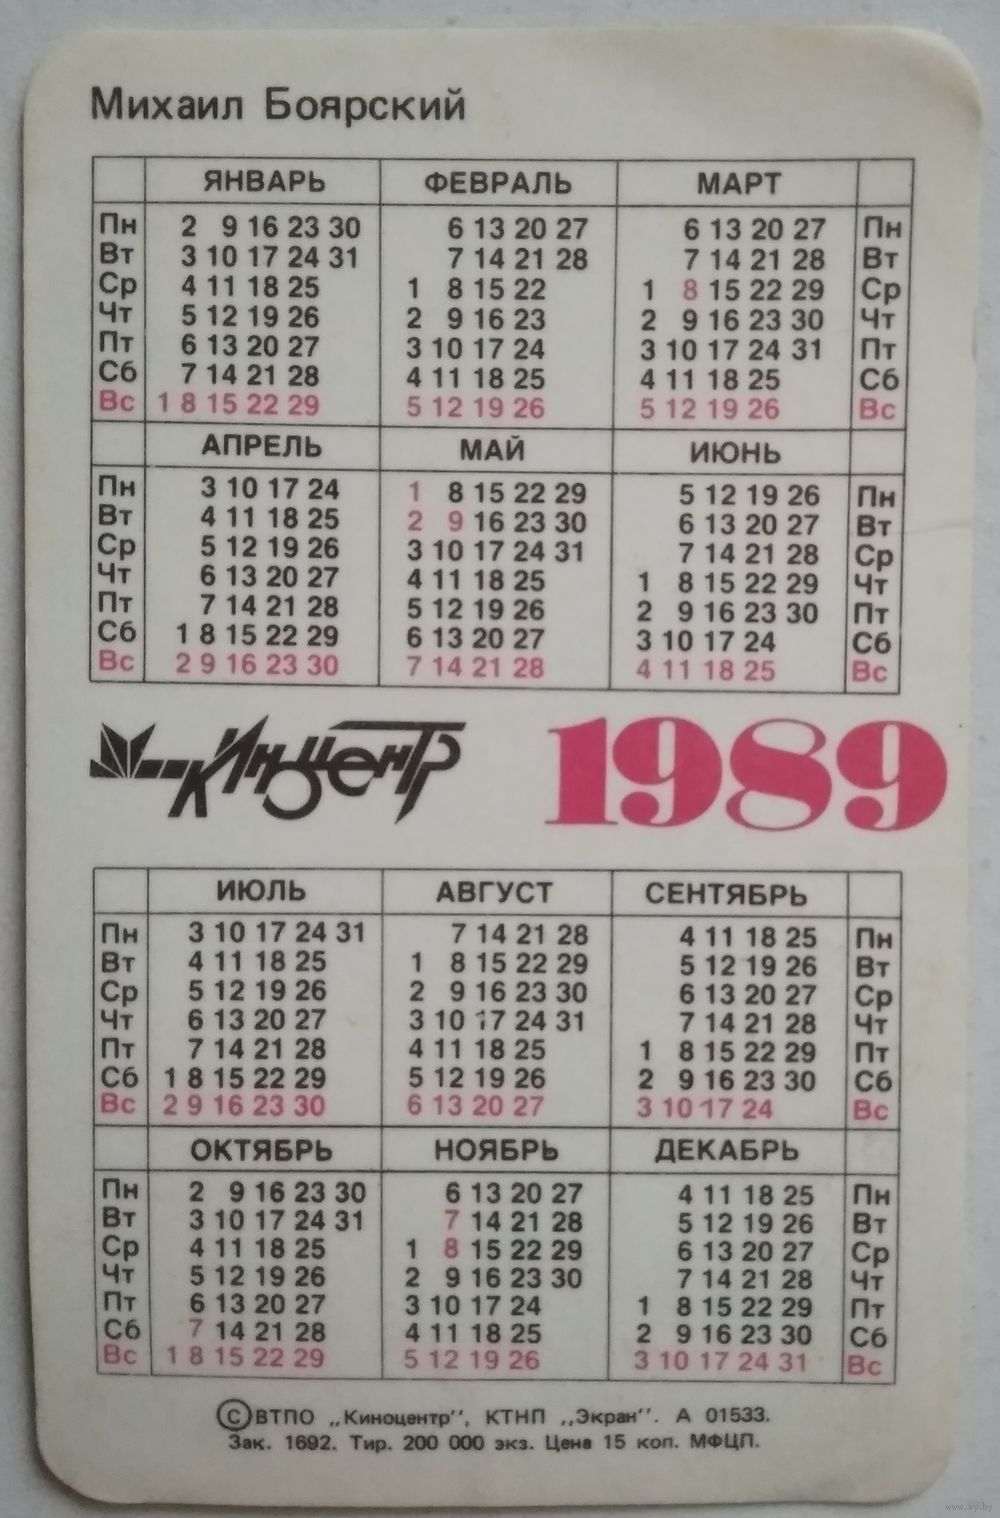 Михаил Боярский
ЯНВАРЬ ФЕВРАЛЬ МАРТ
Пн 2 9 16 23 30 6 13 20 27 6 13 20 27 Пн
Вт 3 10 17 24 31 7 14 21 28 7 14 21 28 Вт
Ср 4 11 18 25 1 8 15 22 1 8 15 22 29 Ср
Чт 5 12 19 26 2 9 16 23 2 9 16 23 30 Чт
Пт 6 13 20 27 3 10 17 24 3 10 17 24 31 Пт
Сб 7 14 21 28 4 11 18 25 4 11 18 25 Сб
Вс 1 8 15 22 29 5 12 19 26 5 12 19 26 Вс
АПРЕЛЬ МАЙ ИЮНЬ
Пн 3 10 17 24 1 8 15 22 29 5 12 19 26 Пн
Вт 4 11 18 25 2 9 16 23 30 6 13 20 27 Вт
Ср 5 12 19 26 3 10 17 24 31 7 14 21 28 Ср
Чт 6 13 20 27 4 11 18 25 1 8 15 22 29 Чт
Пт 7 14 21 28 5 12 19 26 2 9 16 23 30 Пт
Сб 1 8 15 22 29 6 13 20 27 3 10 17 24 Сб
Вс 2 9 16 23 30 7 14 21 28 4 11 18 25 Вс
Киноцентр 1989
ИЮЛЬ АВГУСТ СЕНТЯБРЬ
Пн 3 10 17 24 31 7 14 21 28 4 11 18 25 Пн
Вт 4 11 18 25 1 8 15 22 29 5 12 19 26 Вт
Ср 5 12 19 26 2 9 16 23 30 6 13 20 27 Ср
Чт 6 13 20 27 3 10 17 24 31 7 14 21 28 Чт
Пт 7 14 21 28 4 11 18 25 1 8 15 22 29 Пт
Сб 1 8 15 22 29 5 12 19 26 2 9 16 23 30 Сб
Вс 2 9 16 23 30 6 13 20 27 3 10 17 24 Вс
ОКТЯБРЬ НОЯБРЬ ДЕКАБРЬ
Пн 2 9 16 23 30 6 13 20 27 4 11 18 25 Пн
Вт 3 10 17 24 31 7 14 21 28 5 12 19 26 Вт
Ср 4 11 18 25 1 8 15 22 29 6 13 20 27 Ср
Чт 5 12 19 26 2 9 16 23 30 7 14 21 28 Чт
Пт 6 13 20 27 3 10 17 24 1 8 15 22 29 Пт
Сб 7 14 21 28 4 11 18 25 2 9 16 23 30 Сб
Вс 1 8 15 22 29 5 12 19 26 3 10 17 24 31 Вс
©ВТПО „Киноцентр", КТНП „Экран". А 01533.
Зак. 1692. Тир. 200 000 экз. Цена 15 коп. МФЦП.
www.ay.by